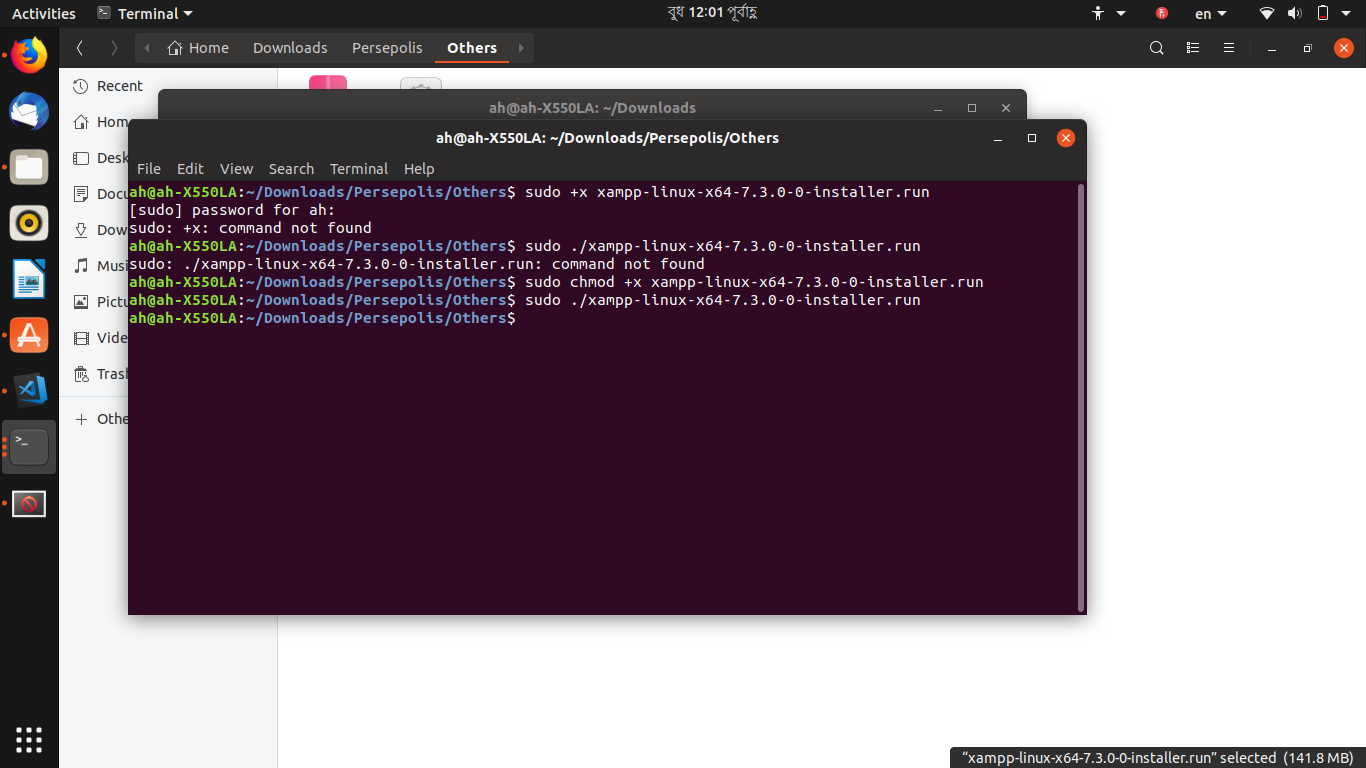 Activities Terminal বুধ 12:01 পূর্বাহ্ণ en
Home Downloads Persepolis Others
Recent
ah@ah-X550LA: ~/Downloads
ah@ah-X550LA: ~/Downloads/Persepolis/Others
File Edit View Search Terminal Help
ah@ah-X550LA:~/Downloads/Persepolis/Others$ sudo +x xampp-linux-x64-7.3.0-0-installer.run
[sudo] password for ah:
sudo: +x: command not found
ah@ah-X550LA:~/Downloads/Persepolis/Others$ sudo ./xampp-linux-x64-7.3.0-0-installer.run
sudo: ./xampp-linux-x64-7.3.0-0-installer.run: command not found
ah@ah-X550LA:~/Downloads/Persepolis/Others$ sudo chmod +x xampp-linux-x64-7.3.0-0-installer.run
ah@ah-X550LA:~/Downloads/Persepolis/Others$ sudo ./xampp-linux-x64-7.3.0-0-installer.run
ah@ah-X550LA:~/Downloads/Persepolis/Others$
Hom
Desk
Docu
Dow
Musi
Pictu
Vide
Trash
Othe
“xampp-linux-x64-7.3.0-0-installer.run” selected (141.8 MB)